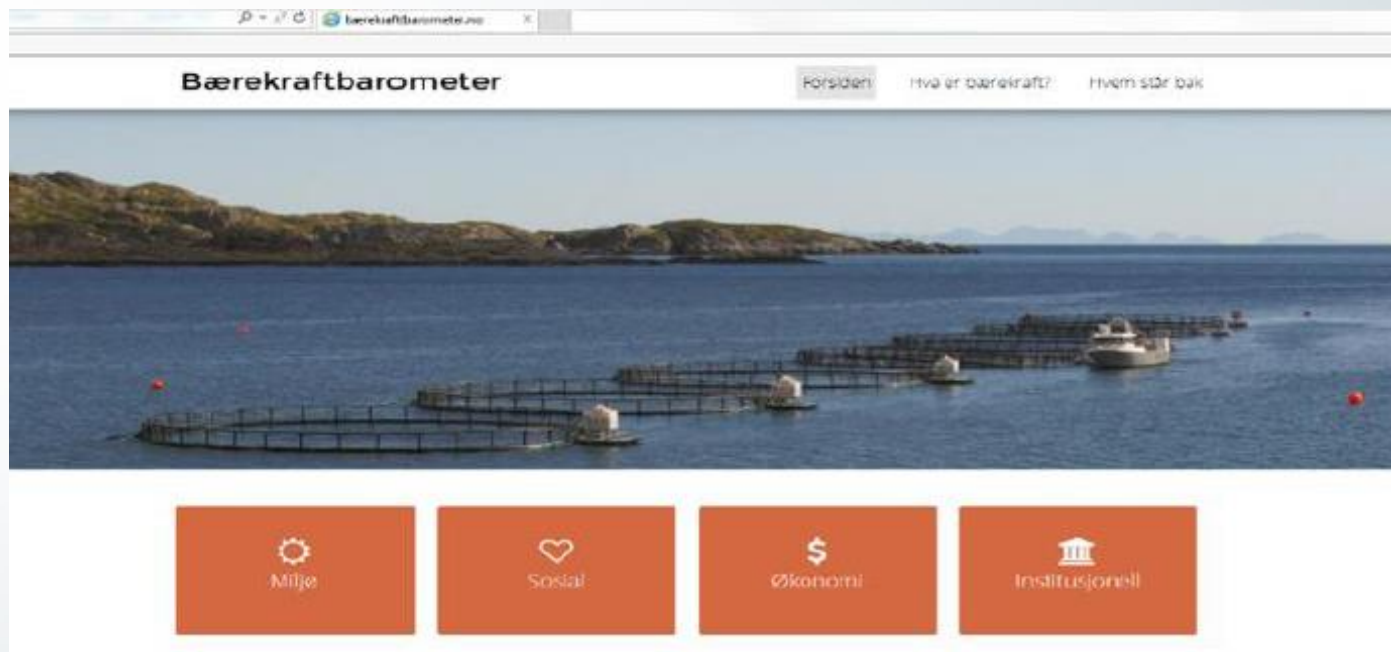 bærekraftbarometer.no
Bærekraftbarometer
Forsiden Hva er bærekraft? Hvem står bak
Miljø Sosial Økonomi Institusjonell